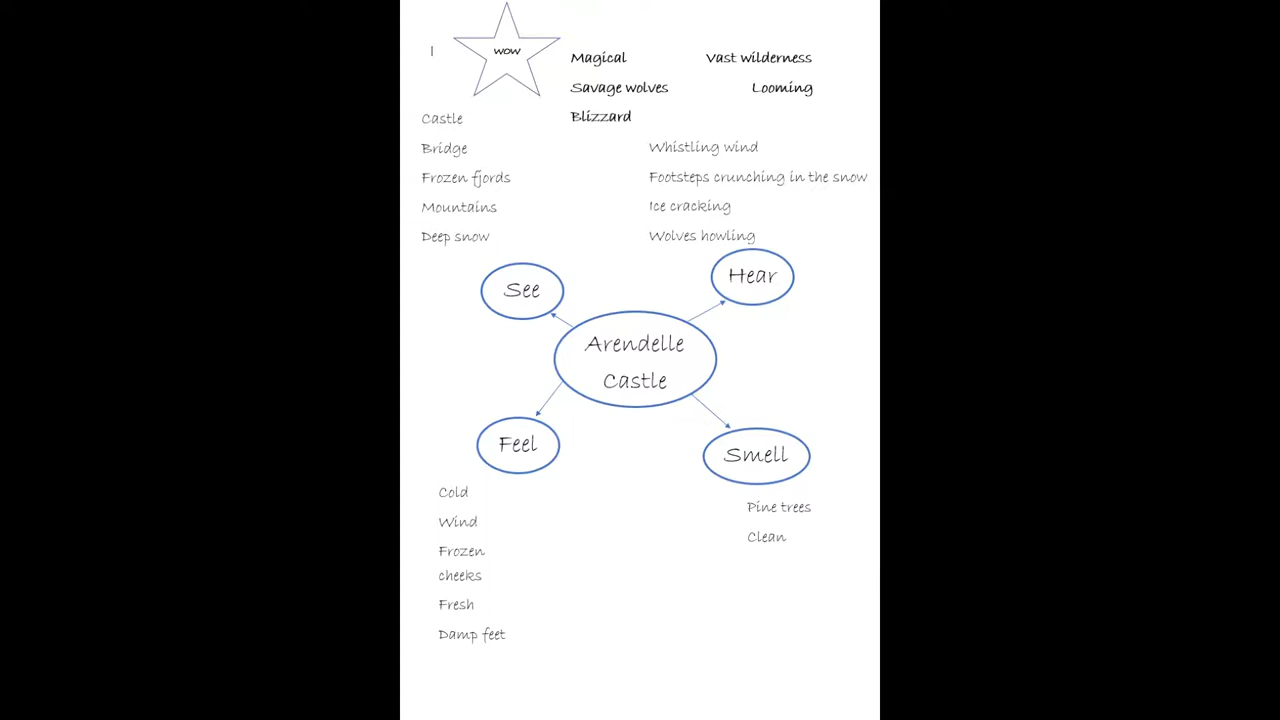 wow
Magical Vast wilderness
Savage wolves Looming
Blizzard
Castle
Bridge
Frozen fjords
Mountains
Deep snow
Whistling wind
Footsteps crunching in the snow
Ice cracking
Wolves howling
See
Hear
Arendelle
Castle
Feel
Smell
Cold
Wind
Frozen
cheeks
Fresh
Damp feet
Pine trees
Clean